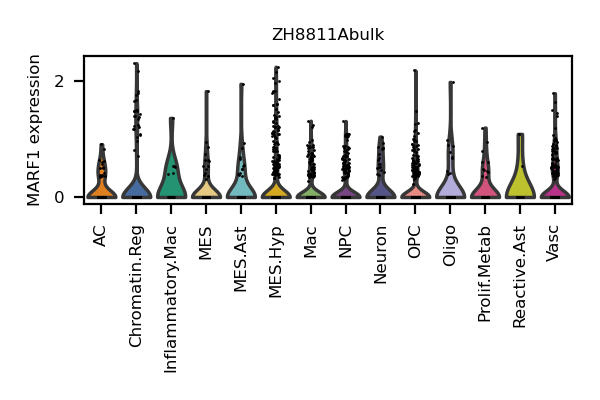 ZH8811Abulk
MARF1 expression
2
0
AC
Chromatin.Reg
Inflammatory.Mac
MES
MES.Ast
MES.Hyp
Mac
NPC
Neuron
OPC
Oligo
Prolif.Metab
Reactive.Ast
Vasc